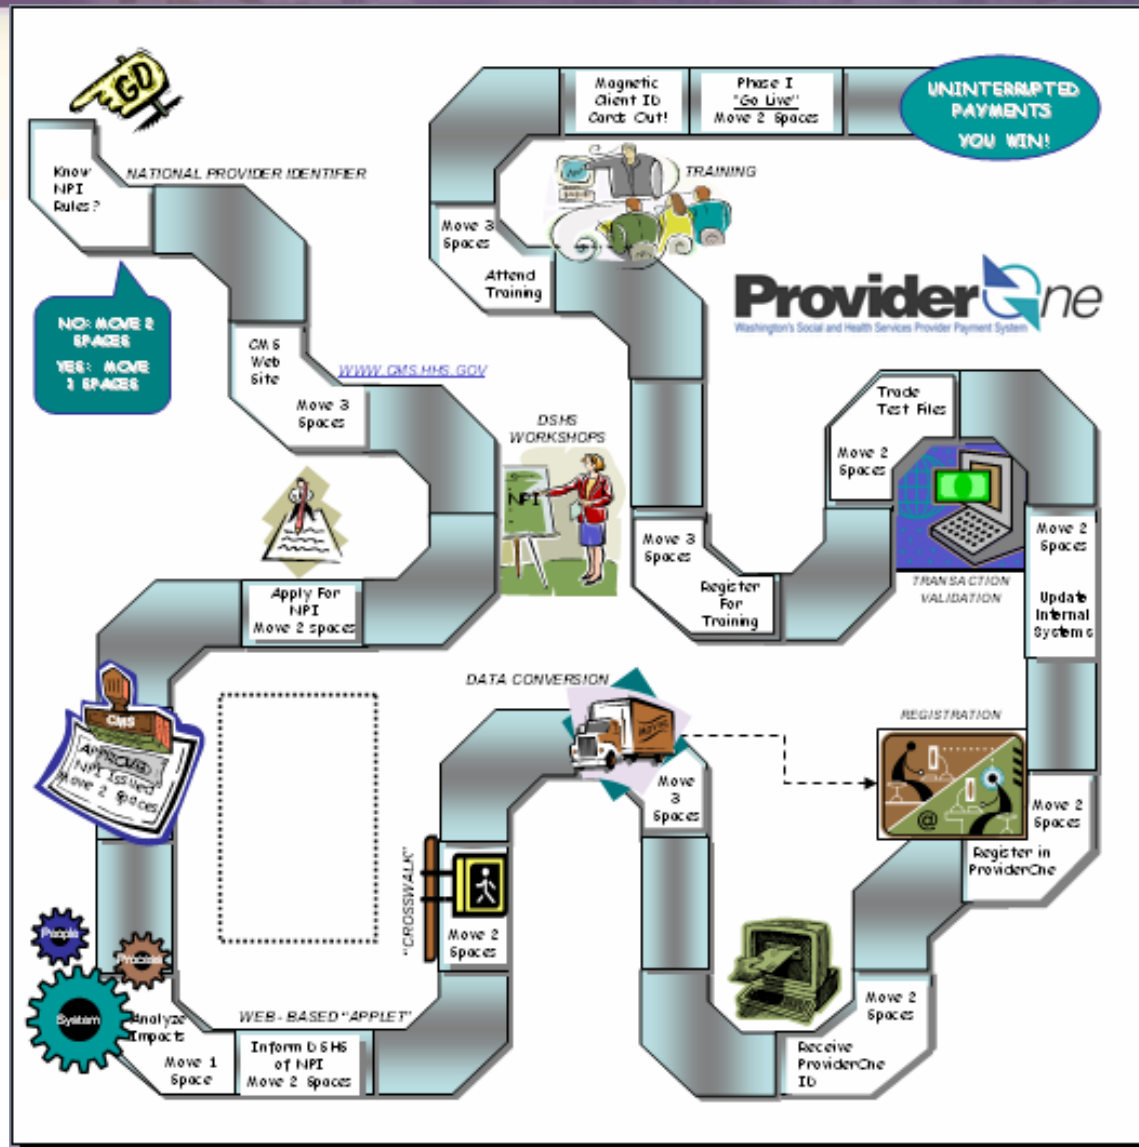 GO
Know
NPI
Rules?
NATIONAL PROVIDER IDENTIFIER
NO: MOVE 2
SPACES
YES: MOVE
3 SPACES
CMS
Web
Site
Move 3
Spaces
WWW.CMS.HHS.GOV
DSHS
WORKSHOPS
NPI
Apply For
NPI
Move 2 spaces
CMS
APPROVED
NPI Issued
Move 2 Spaces
People
Process
System
Analyze
Impacts
Move 1
Space
WEB-BASED "APPLET"
Inform DSHS
of NPI
Move 2 Spaces
"CROSSWALK"
Move 2
Spaces
DATA CONVERSION
MOVING
Move
3
Spaces
Receive
ProviderOne
ID
Move 2
Spaces
REGISTRATION
@
Move 2
Spaces
Register in
ProviderOne
Move 2
Spaces
Update
Internal
Systems
TRANSACTION
VALIDATION
Trade
Test Files
Move 2
Spaces
Move 3
Spaces
Register
For
Training
TRAINING
Move 3
Spaces
Attend
Training
Magnetic
Client ID
Cards Out!
Phase I
"Go Live"
Move 2 Spaces
UNINTERRUPTED
PAYMENTS
YOU WIN!
ProviderOne
Washington's Social and Health Services Provider Payment System